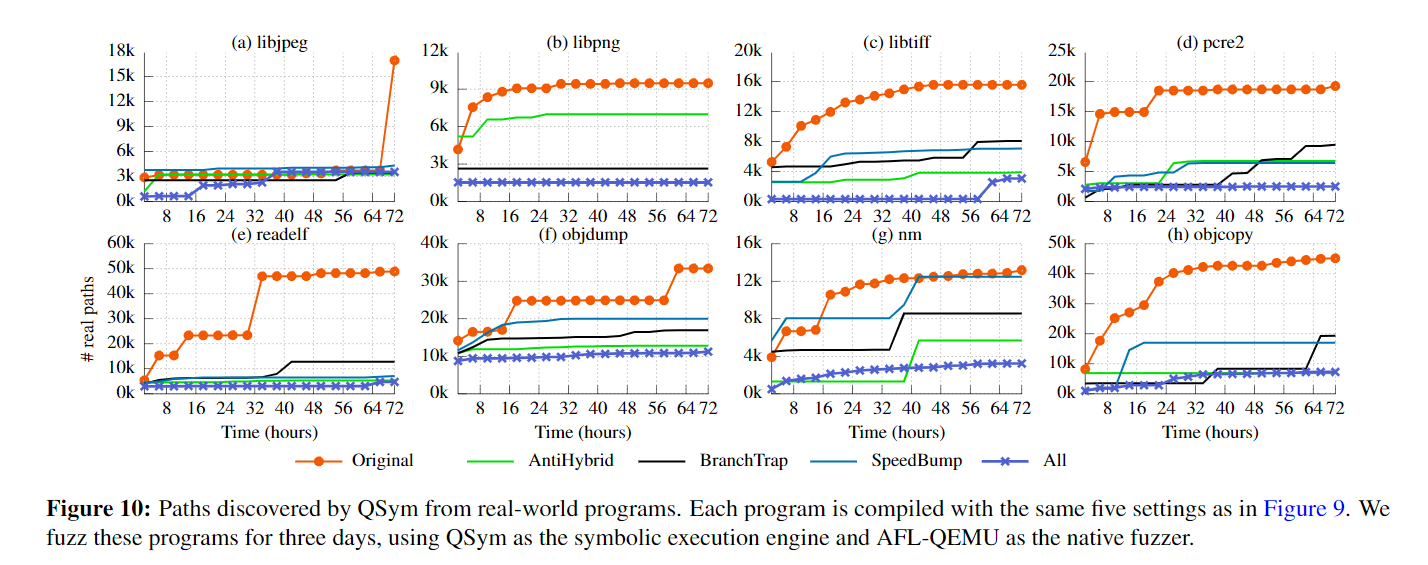 (a) libjpeg
18k
15k
12k
9k
6k
3k
0k
8 16 24 32 40 48 56 64 72
(b) libpng
12k
9k
6k
3k
0k
8 16 24 32 40 48 56 64 72
(c) libtiff
20k
16k
12k
8k
4k
0k
8 16 24 32 40 48 56 64 72
(d) pcre2
25k
20k
15k
10k
5k
0k
8 16 24 32 40 48 56 64 72
# real paths
(e) readelf
60k
50k
40k
30k
20k
10k
0k
8 16 24 32 40 48 56 64 72
Time (hours)
(f) objdump
40k
30k
20k
10k
0k
8 16 24 32 40 48 56 64 72
Time (hours)
(g) nm
16k
12k
8k
4k
0k
8 16 24 32 40 48 56 64 72
Time (hours)
(h) objcopy
50k
40k
30k
20k
10k
0k
8 16 24 32 40 48 56 64 72
Time (hours)
Original AntiHybrid BranchTrap SpeedBump All
Figure 10: Paths discovered by QSym from real-world programs. Each program is compiled with the same five settings as in Figure 9. We
fuzz these programs for three days, using QSym as the symbolic execution engine and AFL-QEMU as the native fuzzer.